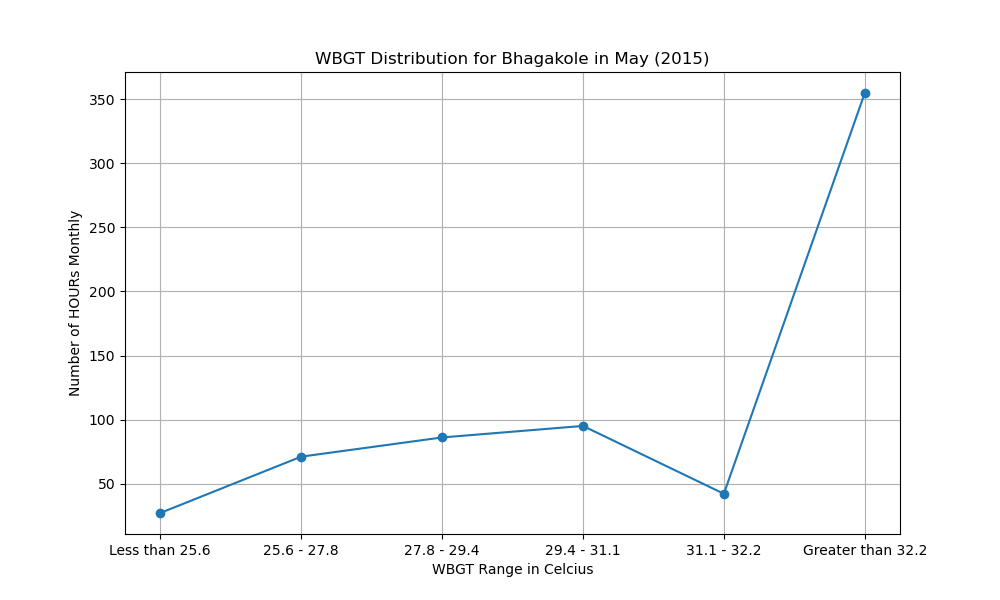 WBGT Distribution for Bhagakole in May (2015)
Number of HOURs Monthly
350
300
250
200
150
100
50
Less than 25.6
25.6 - 27.8
27.8 - 29.4
29.4 - 31.1
31.1 - 32.2
Greater than 32.2
WBGT Range in Celcius